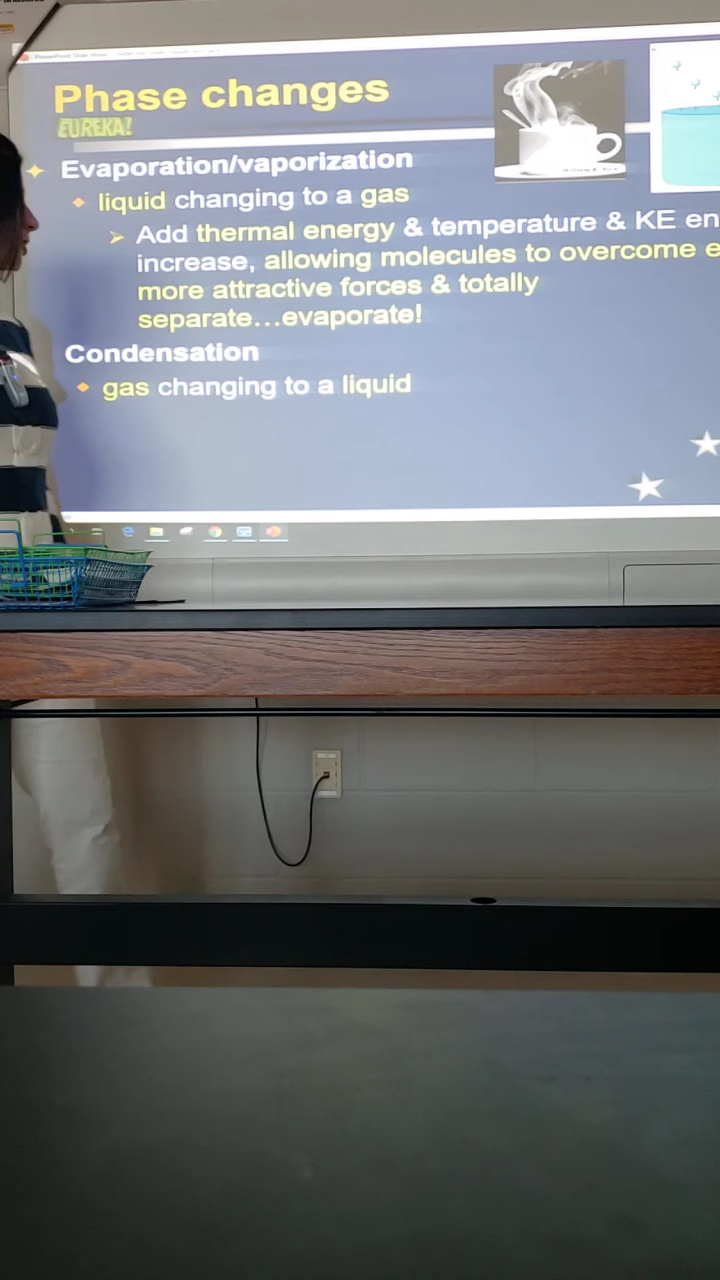 Phase changes
EUREKA!
Evaporation/vaporization
liquid changing to a gas
Add thermal energy & temperature & KE en
increase, allowing molecules to overcome e
more attractive forces & totally
separate...evaporate!
Condensation
gas changing to a liquid